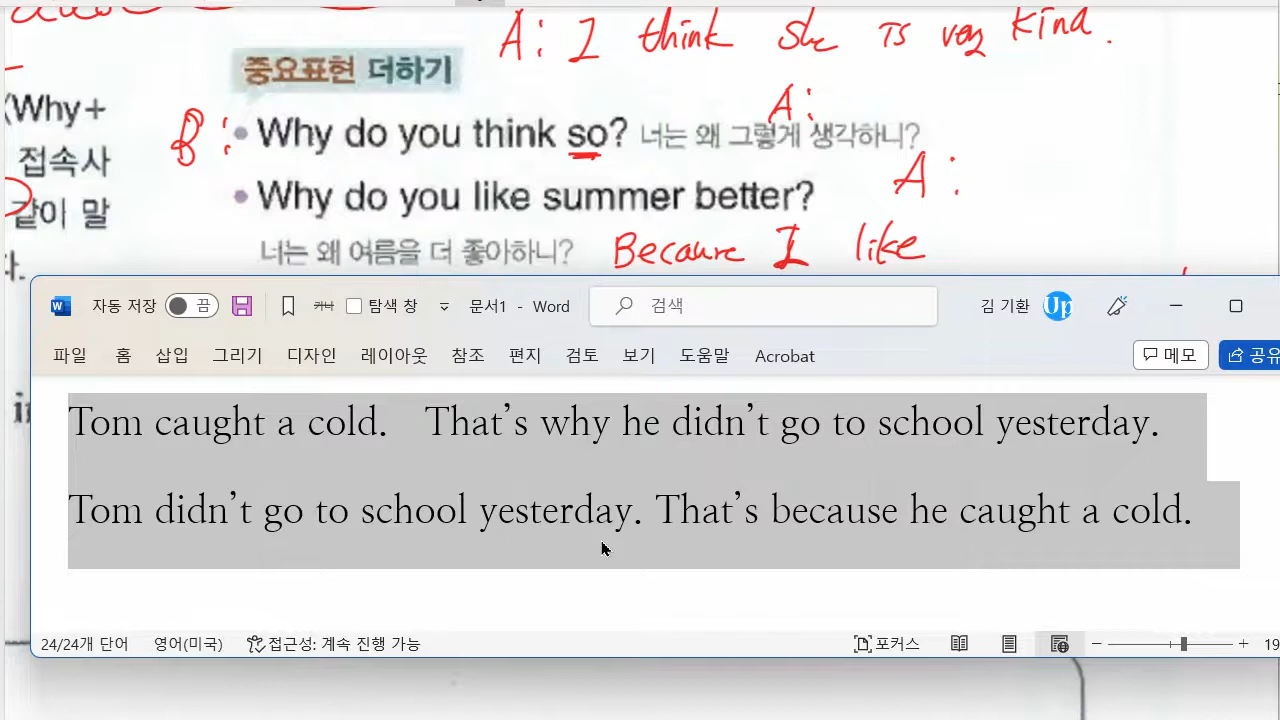 A: I think she is very kind.
중요표현 더하기
(Why+
A:
B: • Why do you think so? 너는 왜 그렇게 생각하니?
접속사
A:
• Why do you like summer better?
같이 말
너는 왜 여름을 더 좋아하니? Because I like
다.
자동 저장 끔 가나 탐색 창 문서1 - Word 검색 김 기환 Up
파일 홈 삽입 그리기 디자인 레이아웃 참조 편지 검토 보기 도움말 Acrobat 메모 공유
Tom caught a cold. That's why he didn't go to school yesterday.
Tom didn't go to school yesterday. That's because he caught a cold.
24/24개 단어 영어(미국) 접근성: 계속 진행 가능 포커스 19